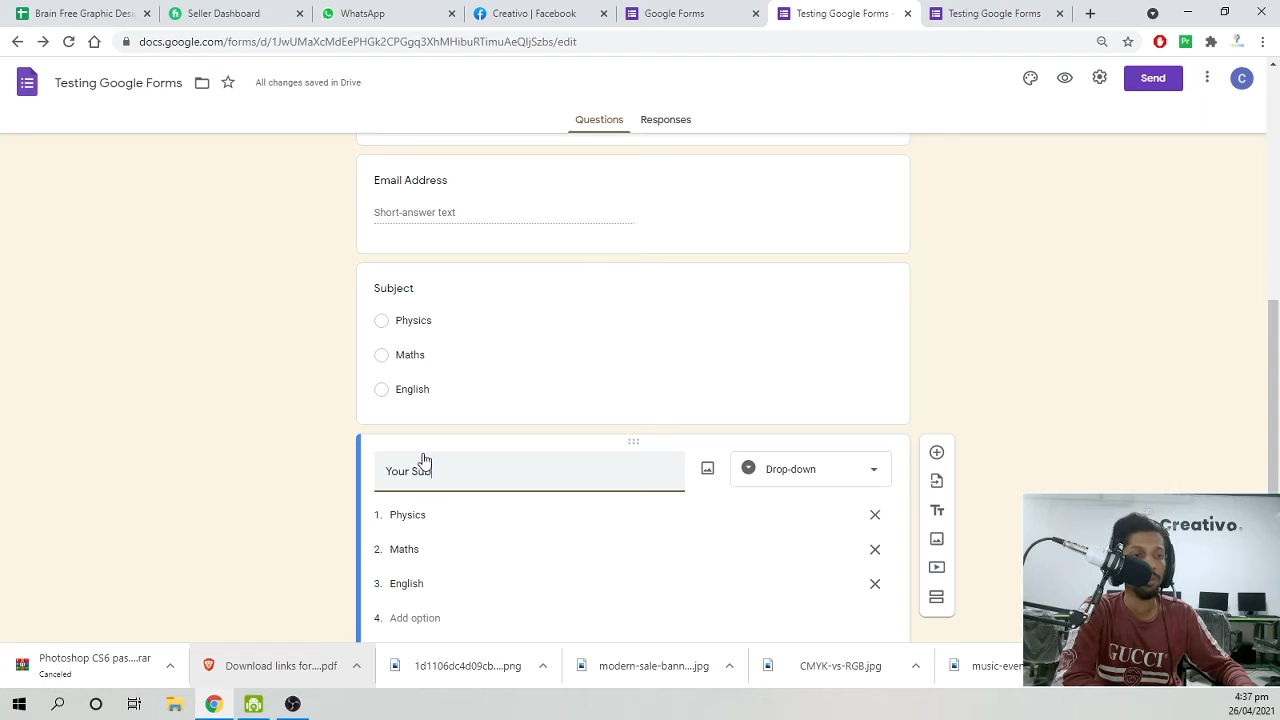 Brain Free Graphic Desi
Seller Dashboard
WhatsApp
Creativo | Facebook
Google Forms
Testing Google Forms
Testing Google Forms
docs.google.com/forms/d/1JwUMaXcMdEePHGk2CPGgq3XhMHibuRTimuAeQIjSzbs/edit
Testing Google Forms
All changes saved in Drive
Send
C
Questions
Responses
Email Address
Short-answer text
Subject
Physics
Maths
English
Your Sub
Drop-down
1. Physics
2. Maths
3. English
4. Add option
Creativo
GUCCI
Photoshop CS6 pas....rar
Canceled
Download links for....pdf
1d1106dc4d09cb....png
modern-sale-bann....jpg
CMYK-vs-RGB.jpg
music-even
4:37 pm
26/04/2021